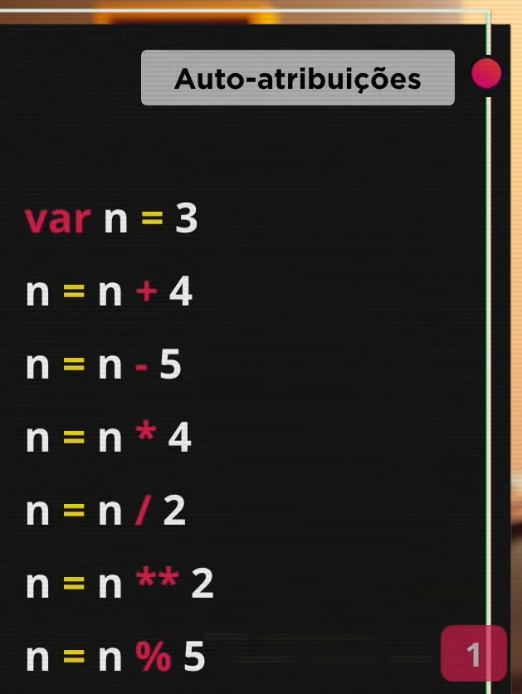 Auto-atribuições
var n = 3
n = n + 4
n = n - 5
n = n * 4
n = n / 2
n = n ** 2
n = n % 5
1